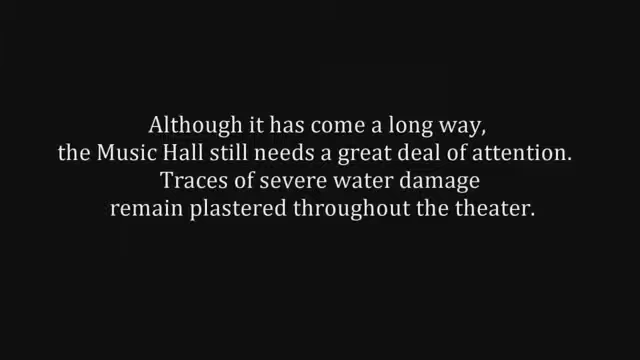 Although it has come a long way,
the Music Hall still needs a great deal of attention.
Traces of severe water damage
remain plastered throughout the theater.